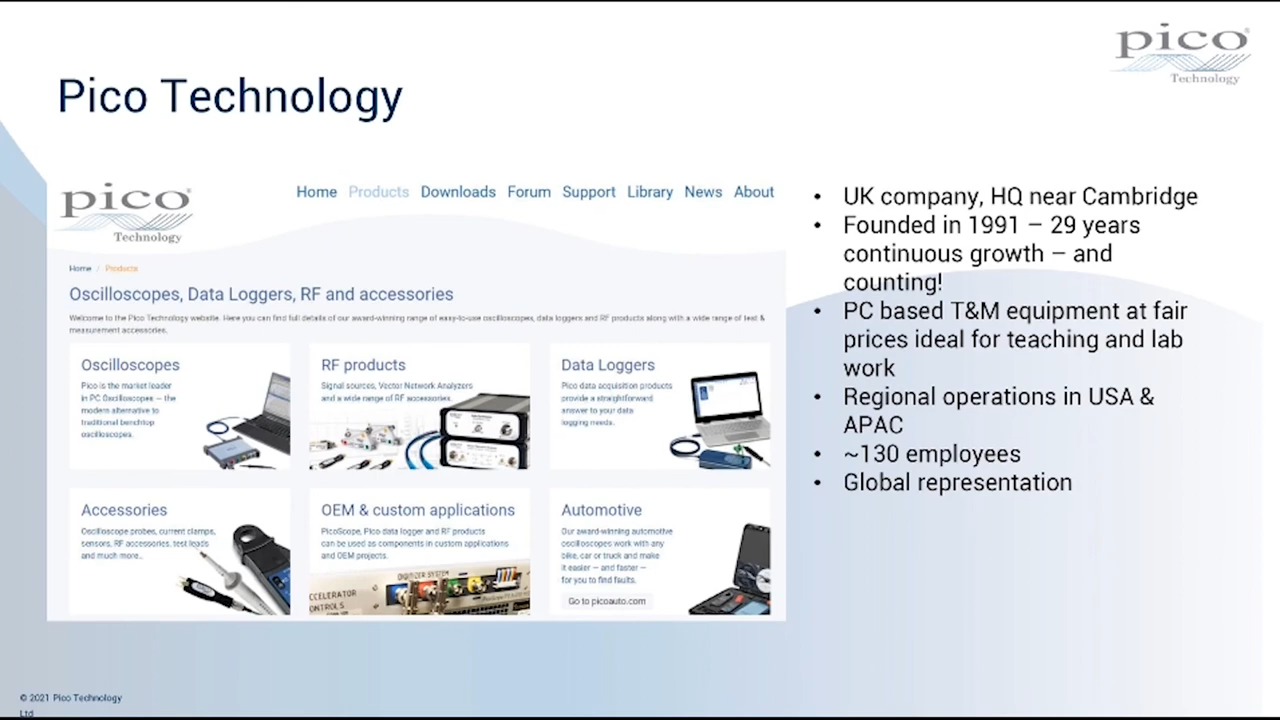 pico
Technology
Pico Technology
pico
Technology
Home Products Downloads Forum Support Library News About
Home / Products
Oscilloscopes, Data Loggers, RF and accessories
Welcome to the Pico Technology website. Here you can find full details of our award-winning range of easy-to-use oscilloscopes, data loggers and RF products along with a wide range of test &
measurement accessories.
Oscilloscopes
Pico is the market leader
in PC Oscilloscopes — the
modern alternative to
traditional benchtop
oscilloscopes.
RF products
Signal sources, Vector Network Analyzers
and a wide range of RF accessories.
Data Loggers
Pico data acquisition products
provide a straightforward
answer to your data
logging needs.
Accessories
Oscilloscope probes, current clamps,
sensors, RF accessories, test leads
and much more..
OEM & custom applications
PicoScope, Pico data logger and RF products
can be used as components in custom applications
and OEM projects.
DIGITIZER SYSTEM
CCELERATOR
ONTROLS
Automotive
Our award-winning automotive
oscilloscopes work with any
bike, car or truck and make
it easier — and faster —
for you to find faults.
Go to picoauto.com
• UK company, HQ near Cambridge
• Founded in 1991 – 29 years
continuous growth – and
counting!
• PC based T&M equipment at fair
prices ideal for teaching and lab
work
• Regional operations in USA &
APAC
• ~130 employees
• Global representation
© 2021 Pico Technology
Ltd